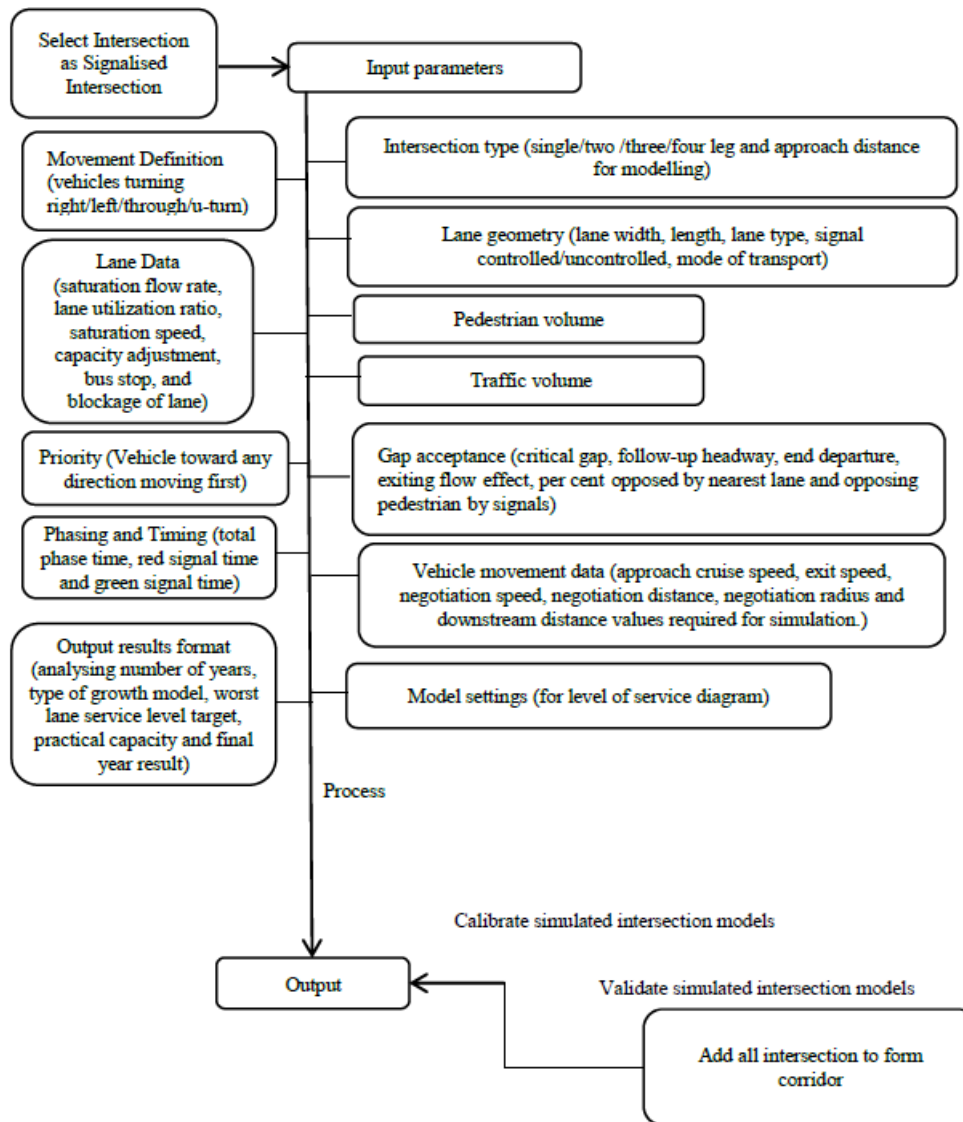 Select Intersection
as Signalised
Intersection
Input parameters
Movement Definition
(vehicles turning
right/left/through/u-turn)
Intersection type (single/two /three/four leg and approach distance
for modelling)
Lane Data
(saturation flow rate,
lane utilization ratio,
saturation speed,
capacity adjustment,
bus stop, and
blockage of lane)
Lane geometry (lane width, length, lane type, signal
controlled/uncontrolled, mode of transport)
Pedestrian volume
Traffic volume
Priority (Vehicle toward any
direction moving first)
Gap acceptance (critical gap, follow-up headway, end departure,
exiting flow effect, per cent opposed by nearest lane and opposing
pedestrian by signals)
Phasing and Timing (total
phase time, red signal time
and green signal time)
Vehicle movement data (approach cruise speed, exit speed,
negotiation speed, negotiation distance, negotiation radius and
downstream distance values required for simulation.)
Output results format
(analysing number of years,
type of growth model, worst
lane service level target,
practical capacity and final
year result)
Model settings (for level of service diagram)
Process
Calibrate simulated intersection models
Output
Validate simulated intersection models
Add all intersection to form
corridor